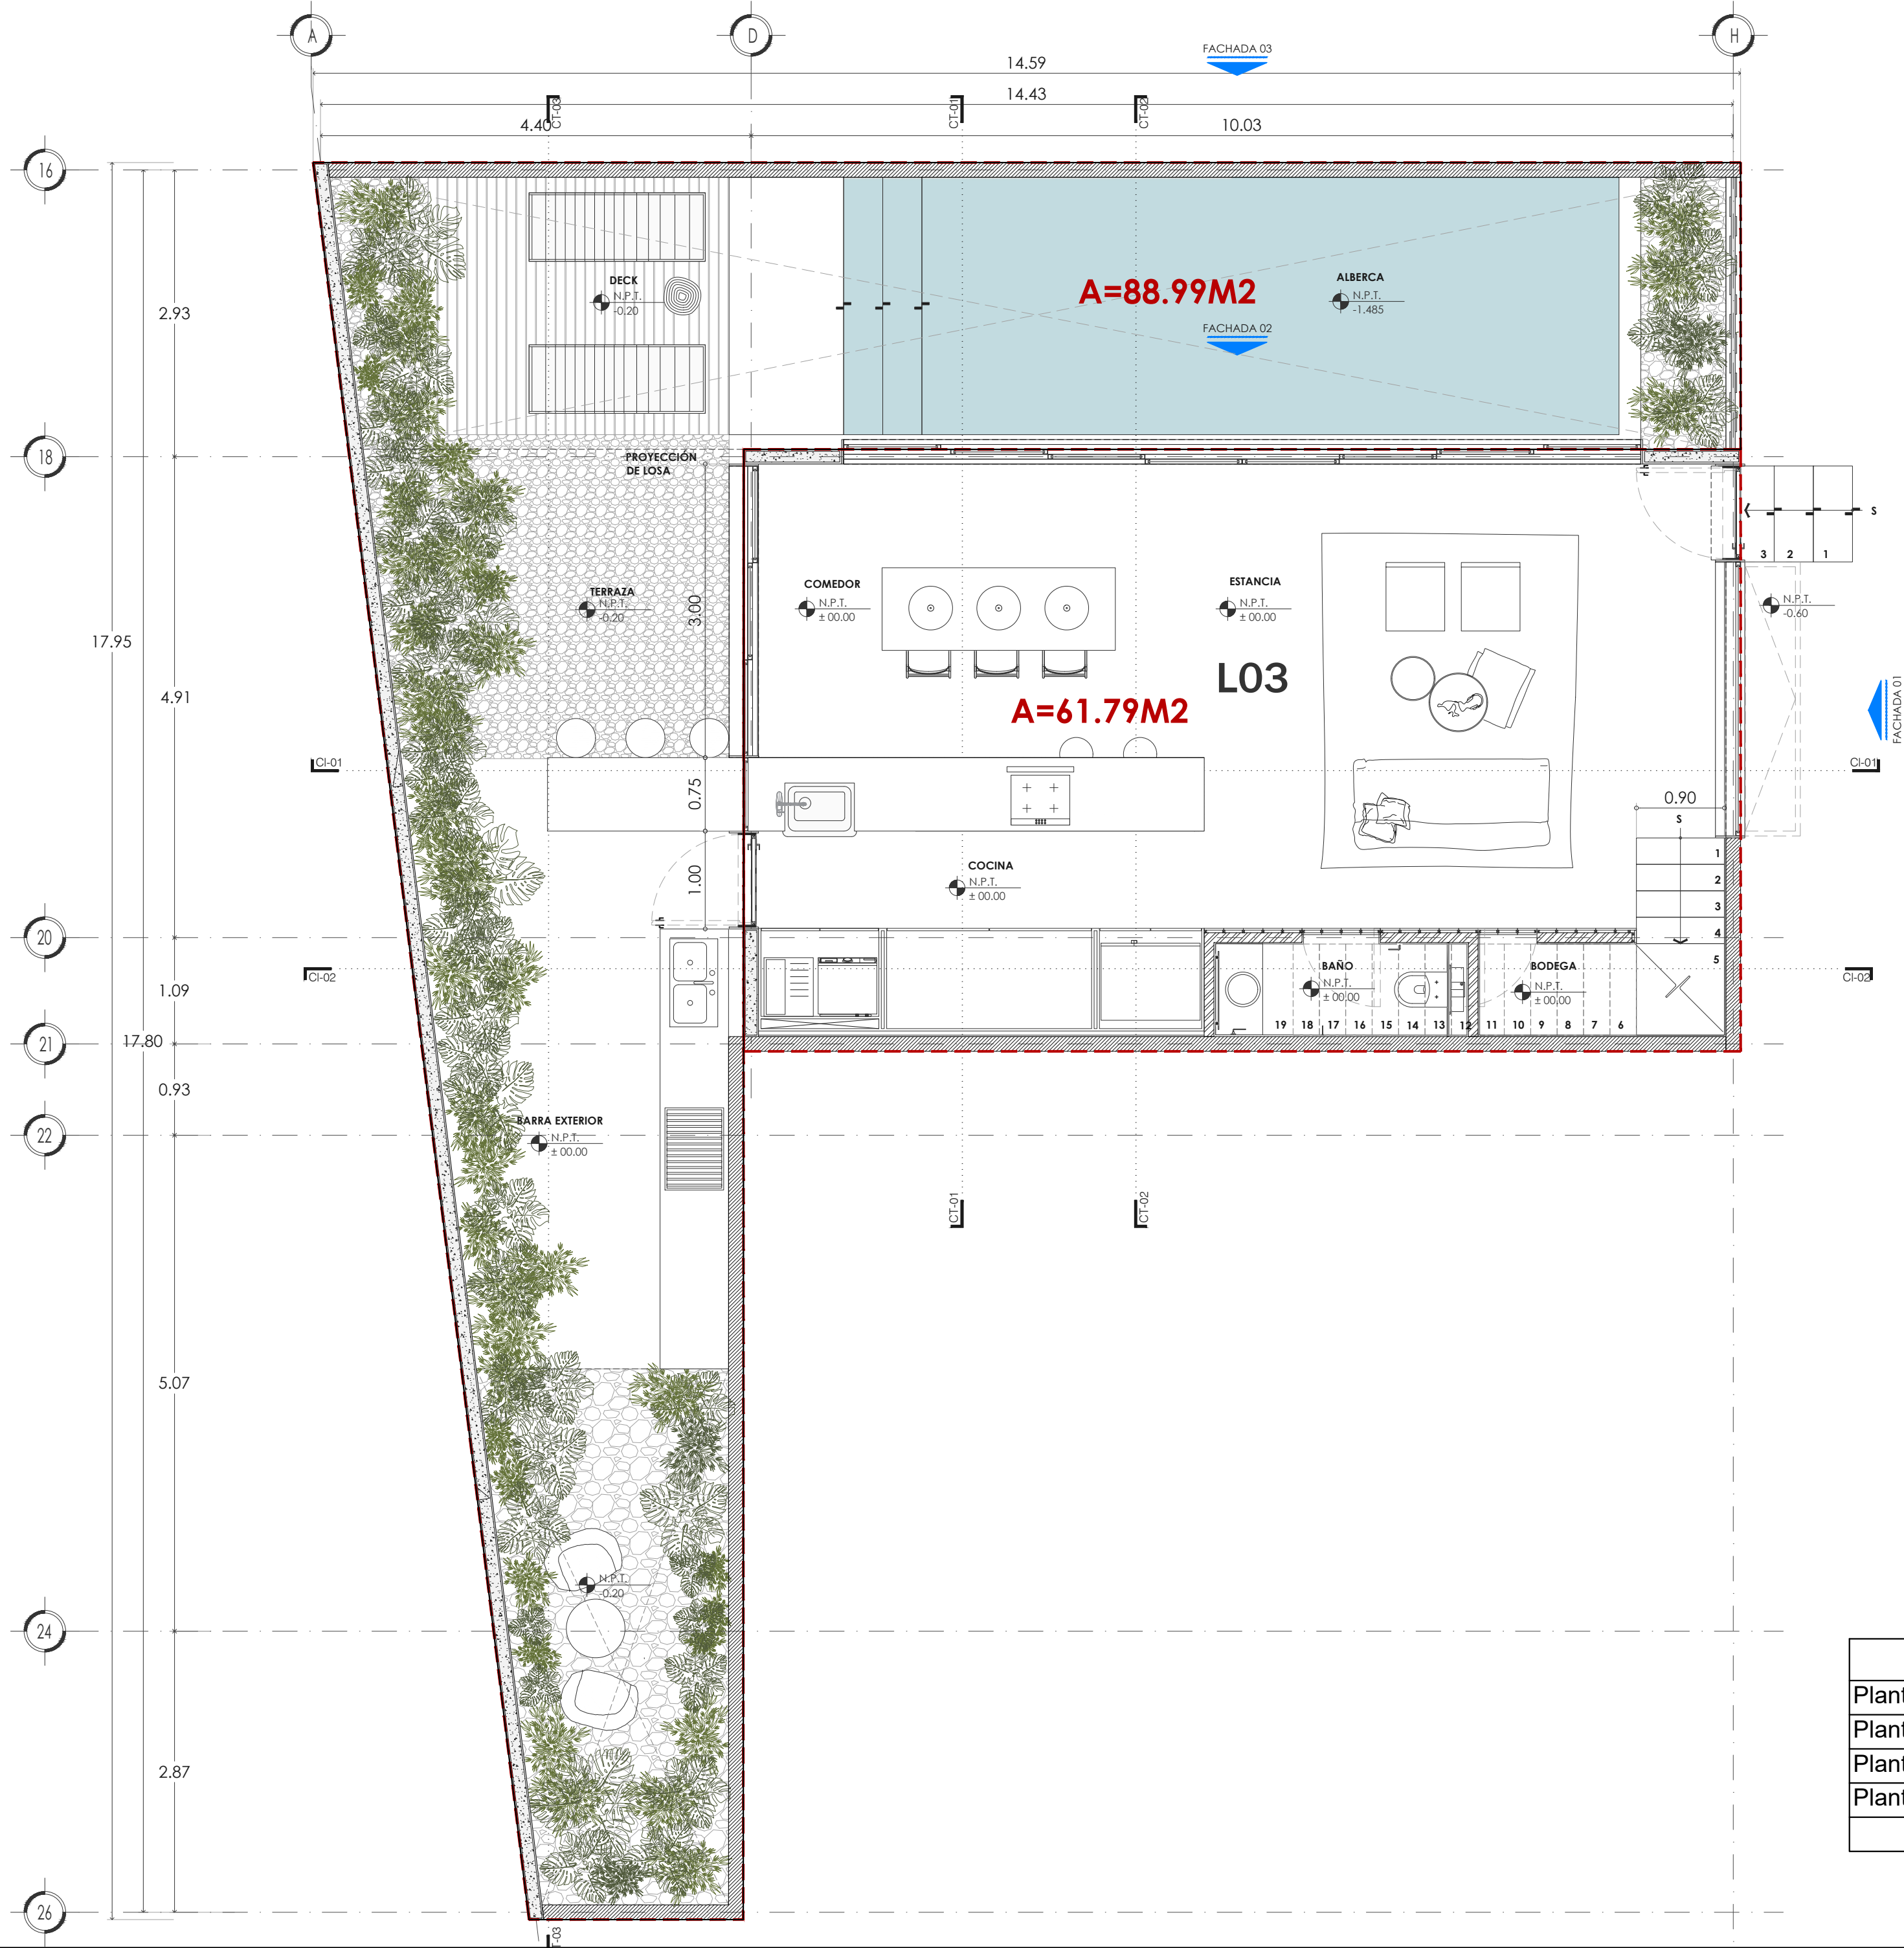 A
D
H
FACHADA 03
14.59
14.43
CT-03
CT-01
CT-02
4.40
10.03
16
DECK
N.P.T.
-0.20
A=88.99M2
ALBERCA
N.P.T.
-1.485
FACHADA 02
2.93
18
PROYECCIÓN
DE LOSA
S
3 2 1
TERRAZA
N.P.T.
-0.20
3.00
COMEDOR
N.P.T.
± 00.00
ESTANCIA
N.P.T.
± 00.00
N.P.T.
-0.60
17.95
4.91
L03
A=61.79M2
FACHADA 01
CI-01
CI-01
0.75
0.90
S
1
2
3
4
5
1.00
COCINA
N.P.T.
± 00.00
20
CI-02
CI-02
1.09
BAÑO
N.P.T.
± 00.00
BODEGA
N.P.T.
± 00.00
19 18 17 16 15 14 13 12 11 10 9 8 7 6
21
17.80
0.93
22
BARRA EXTERIOR
N.P.T.
± 00.00
CT-01
CT-02
5.07
N.P.T.
-0.20
24
Plant
Plant
Plant
Plant
2.87
26
T-03